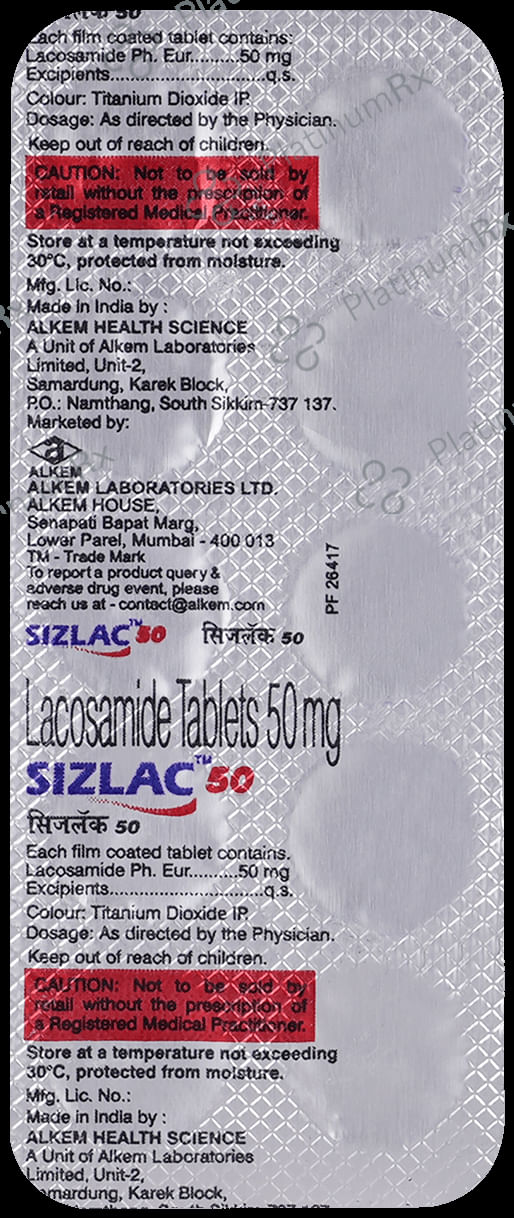 सिजलॅक 50
Each film coated tablet contains:
Lacosamide Ph. Eur..........50 mg
Excipients................................q.s.
Colour: Titanium Dioxide IP.
Dosage: As directed by the Physician.
Keep out of reach of children.
CAUTION: Not to be sold by
retail without the prescription of
a Registered Medical Practitioner.
Store at a temperature not exceeding
30°C, protected from moisture.
Mfg. Lic. No.:
Made in India by :
ALKEM HEALTH SCIENCE
A Unit of Alkem Laboratories
Limited, Unit-2,
Samardung, Karek Block,
P.O.: Namthang, South Sikkim-737 137.
Marketed by:
a
ALKEM
ALKEM LABORATORIES LTD.
ALKEM HOUSE,
Senapati Bapat Marg,
Lower Parel, Mumbai - 400 013
TM - Trade Mark
To report a product query &
adverse drug event, please
reach us at - contact@alkem.com
PF 26417
SIZLAC™ 50 सिजलॅक 50
Lacosamide Tablets 50 mg
SIZLAC™ 50
सिजलॅक 50
Each film coated tablet contains.
Lacosamide Ph. Eur..........50 mg
Excipients................................q.s.
Colour: Titanium Dioxide IP.
Dosage: As directed by the Physician.
Keep out of reach of children.
CAUTION: Not to be sold by
retail without the prescription of
a Registered Medical Practitioner.
Store at a temperature not exceeding
30°C, protected from moisture.
Mfg. Lic. No.:
Made in India by :
ALKEM HEALTH SCIENCE
A Unit of Alkem Laboratories
Limited, Unit-2,
Samardung, Karek Block,
PlatinumRx
PlatinumRx